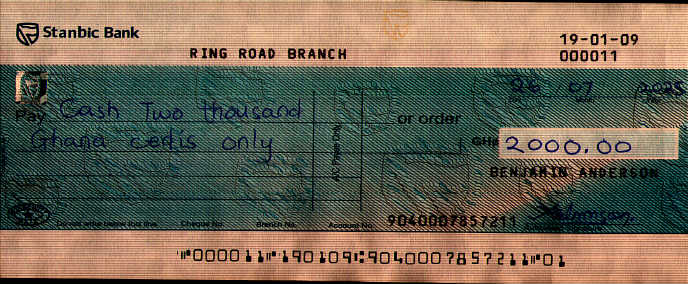 Stanbic Bank
19-01-09
RING ROAD BRANCH
000011
26 07 2025
Pay Cash Two thousand
or order
Ghana cedis only
A/C Payee Only
GH¢ 2000.00
BENJAMIN ANDERSON
Cheque No. Branch No. Account No. 9040007857211
⑈000011⑈190109⑆9040007857211⑈01